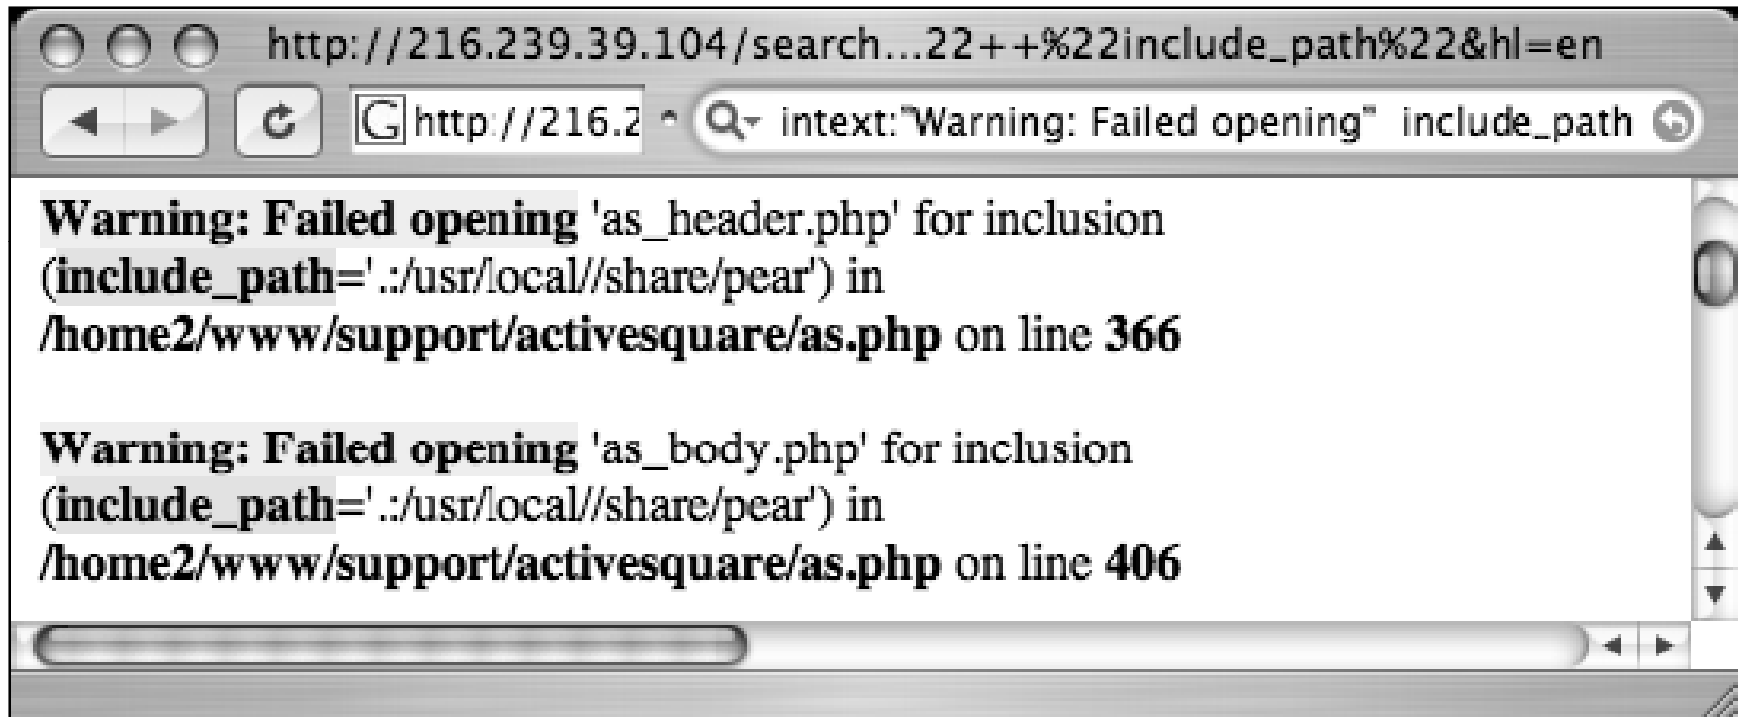 http://216.239.39.104/search...22++%22include_path%22&hl=en
G http://216.2 intext:"Warning: Failed opening" include_path
Warning: Failed opening 'as_header.php' for inclusion
(include_path='.:/usr/local//share/pear') in
/home2/www/support/activesquare/as.php on line 366
Warning: Failed opening 'as_body.php' for inclusion
(include_path='.:/usr/local//share/pear') in
/home2/www/support/activesquare/as.php on line 406